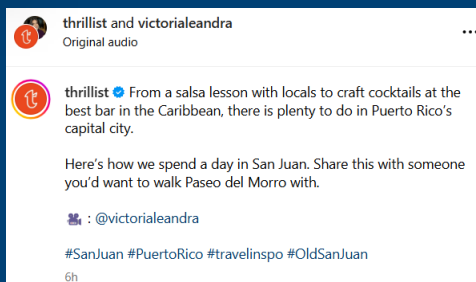 thrillist and victorialeandra
Original audio
thrillist From a salsa lesson with locals to craft cocktails at the
best bar in the Caribbean, there is plenty to do in Puerto Rico's
capital city.
Here's how we spend a day in San Juan. Share this with someone
you'd want to walk Paseo del Morro with.
🎥 : @victorialeandra
#SanJuan #PuertoRico #travelinspo #OldSanJuan
6h